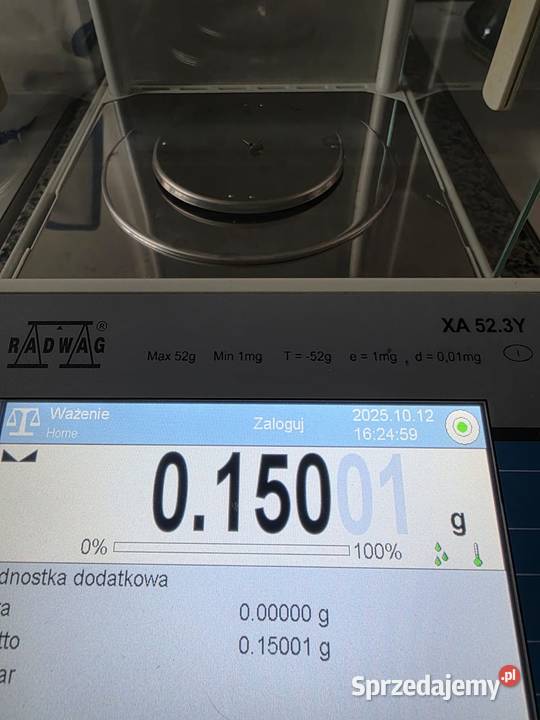 RADWAG®
XA 52.3Y
Max 52g Min 1mg T = -52g e = 1mg , d = 0,01mg
Ważenie
Home
Zaloguj
2025.10.12
16:24:59
0.15001 g
0% 100%
dnostka dodatkowa
a 0.00000 g
tto 0.15001 g
ar
Sprzedajemy.pl